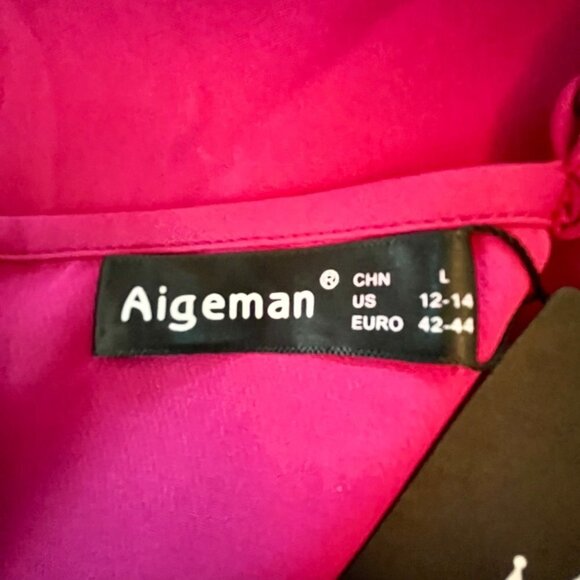 Aigeman®
CHN L
US 12-14
EURO 42-44